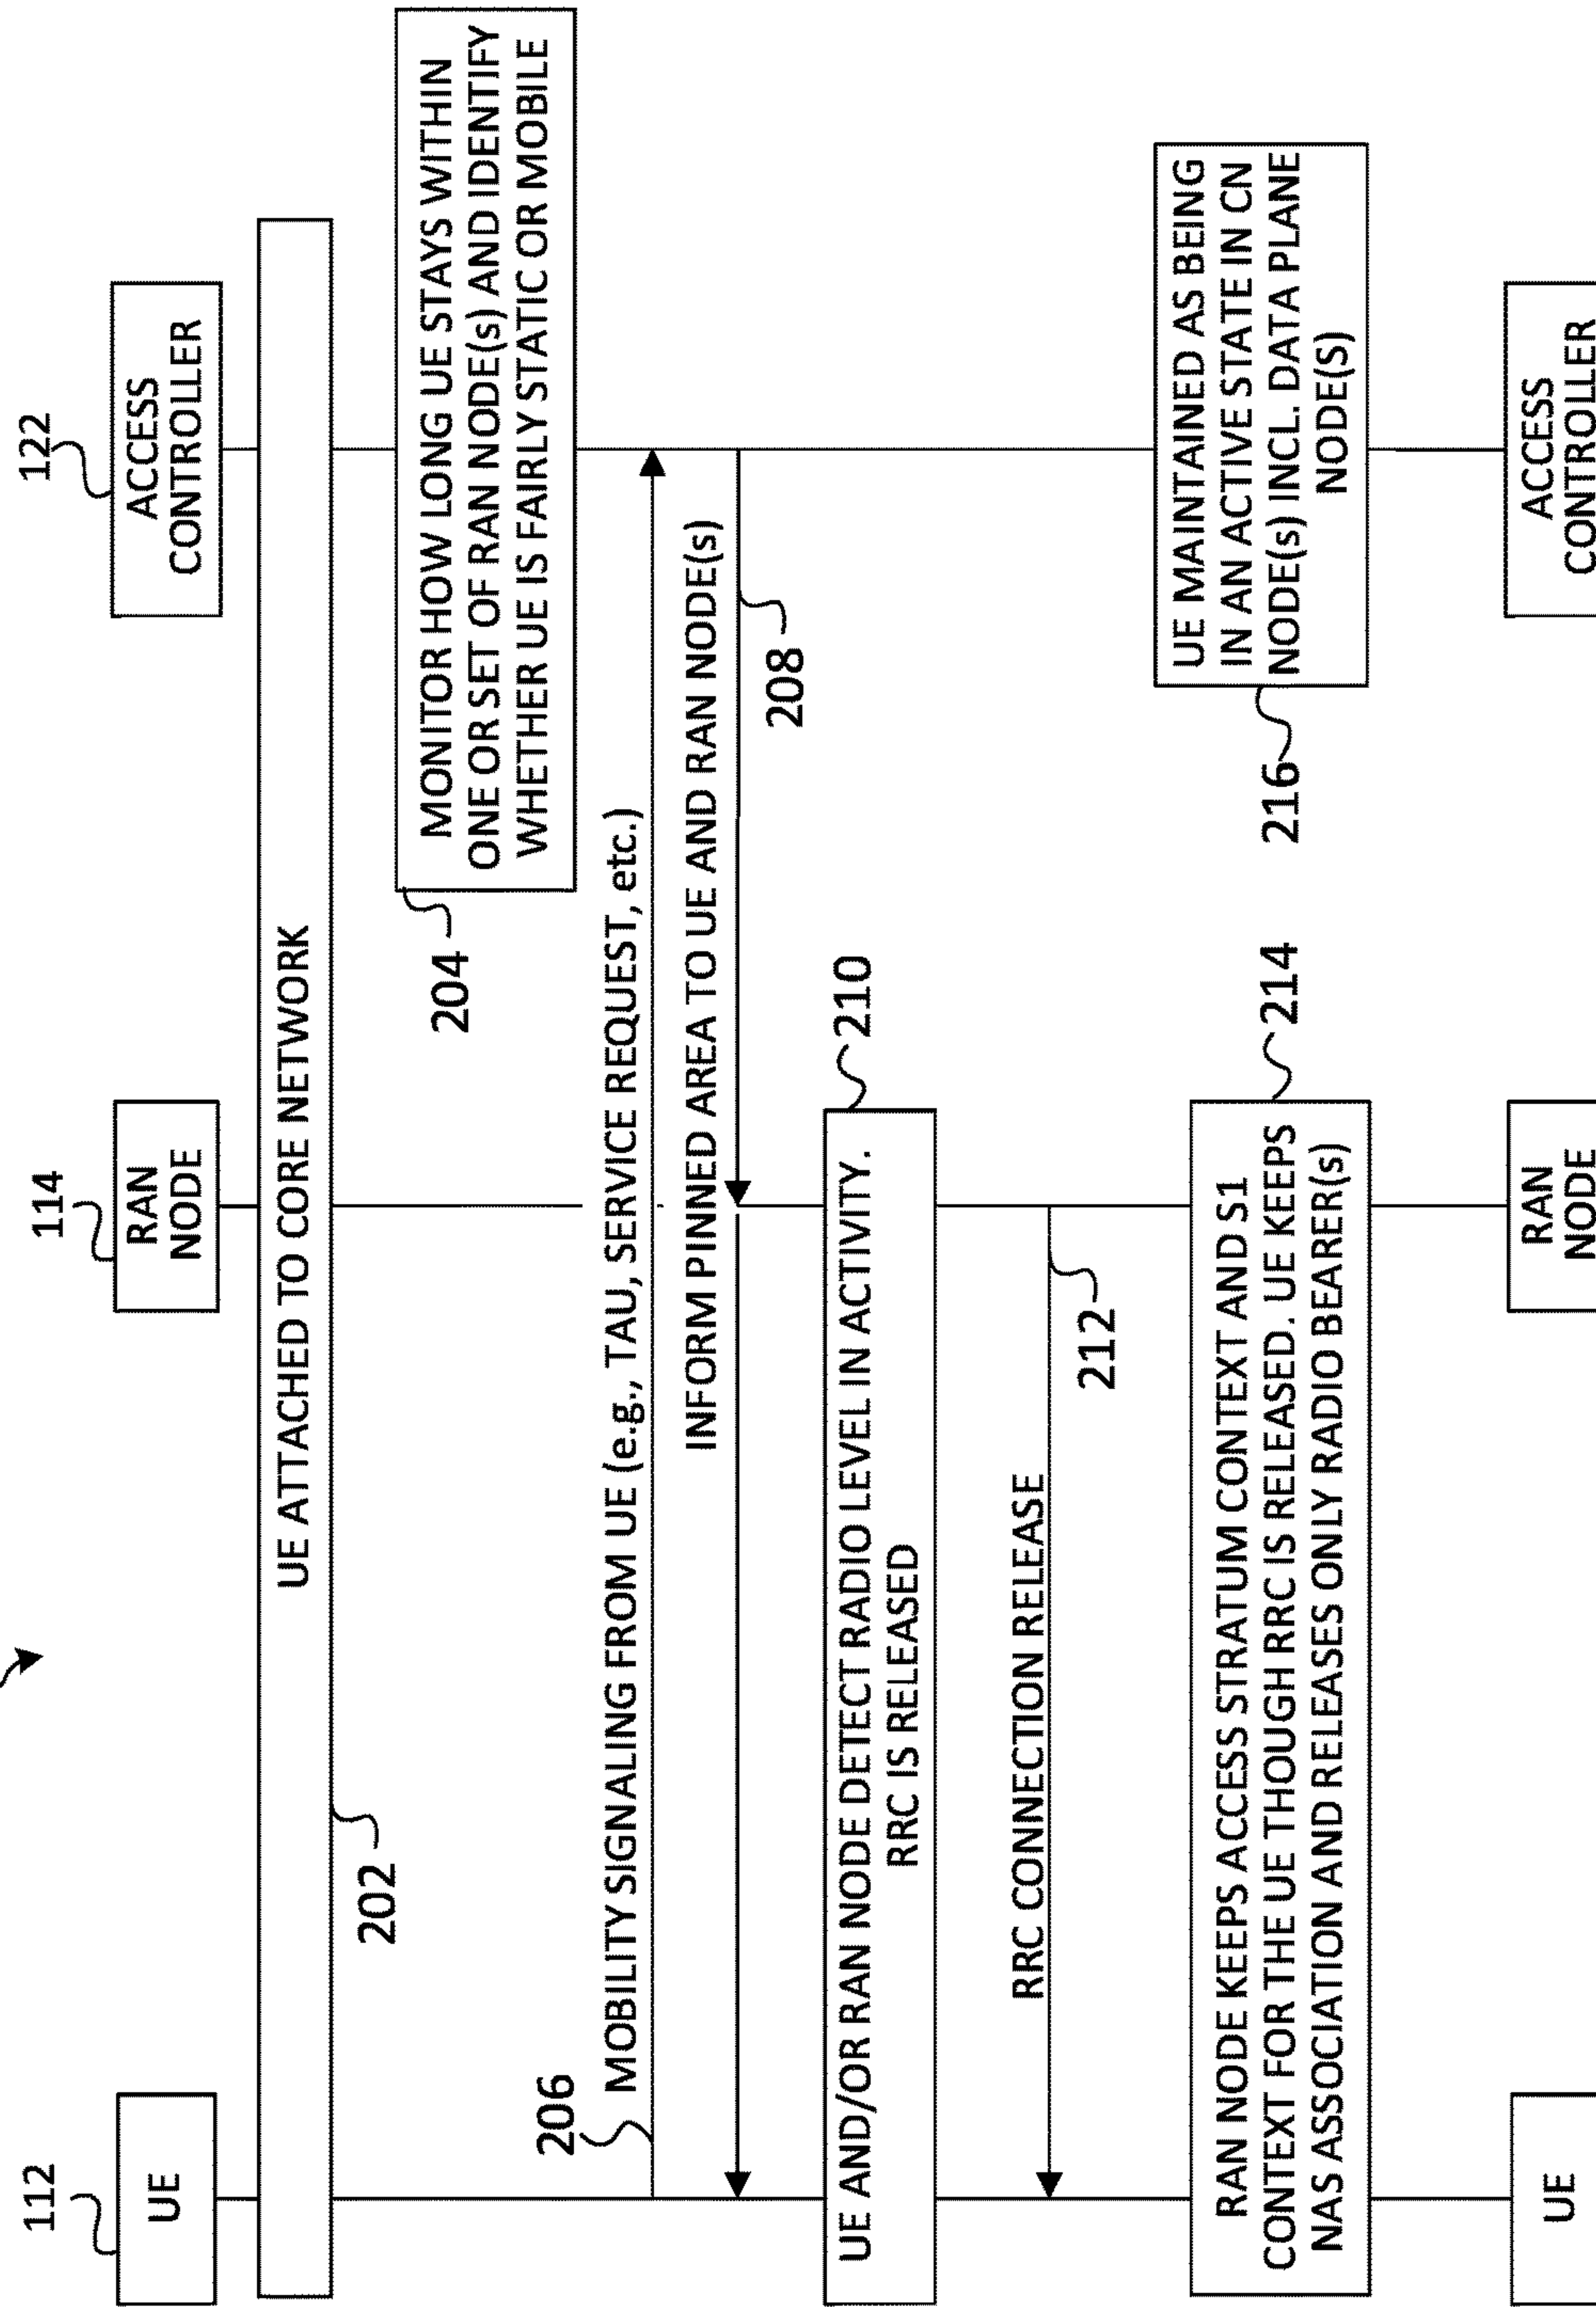 112
UE
114
RAN
NODE
122
ACCESS
CONTROLLER
UE ATTACHED TO CORE NETWORK
202
MONITOR HOW LONG UE STAYS WITHIN
ONE OR SET OF RAN NODE(s) AND IDENTIFY
WHETHER UE IS FAIRLY STATIC OR MOBILE
204
206
MOBILITY SIGNALING FROM UE (e.g., TAU, SERVICE REQUEST, etc.)
INFORM PINNED AREA TO UE AND RAN NODE(s)
208
UE AND/OR RAN NODE DETECT RADIO LEVEL IN ACTIVITY.
RRC IS RELEASED
210
RRC CONNECTION RELEASE
212
RAN NODE KEEPS ACCESS STRATUM CONTEXT AND S1
CONTEXT FOR THE UE THOUGH RRC IS RELEASED. UE KEEPS
NAS ASSOCIATION AND RELEASES ONLY RADIO BEARER(s)
214
UE MAINTAINED AS BEING
IN AN ACTIVE STATE IN CN
NODE(s) INCL. DATA PLANE
NODE(S)
216
UE
RAN
NODE
ACCESS
CONTROLLER